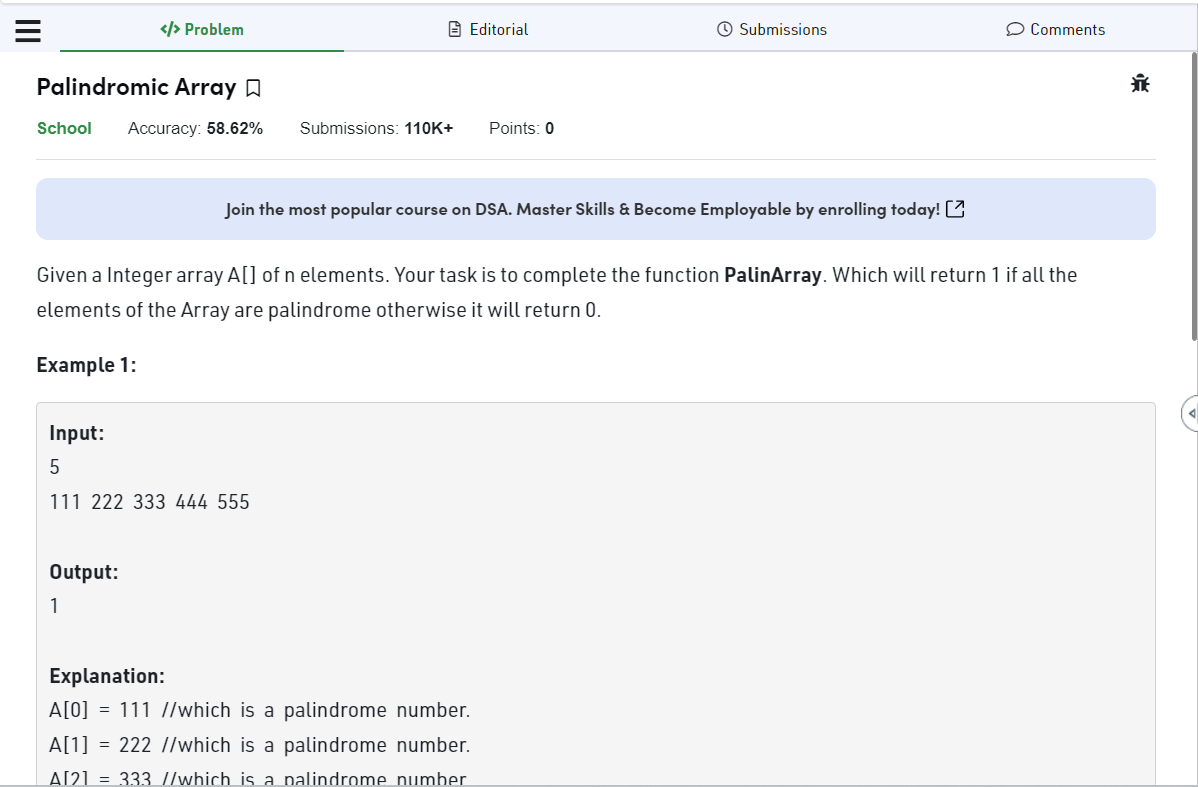 </> Problem Editorial Submissions Comments
Palindromic Array
School Accuracy: 58.62% Submissions: 110K+ Points: 0
Join the most popular course on DSA. Master Skills & Become Employable by enrolling today!
Given a Integer array A[] of n elements. Your task is to complete the function PalinArray. Which will return 1 if all the
elements of the Array are palindrome otherwise it will return 0.
Example 1:
Input:
5
111 222 333 444 555
Output:
1
Explanation:
A[0] = 111 //which is a palindrome number.
A[1] = 222 //which is a palindrome number.
A[2] = 333 //which is a palindrome number